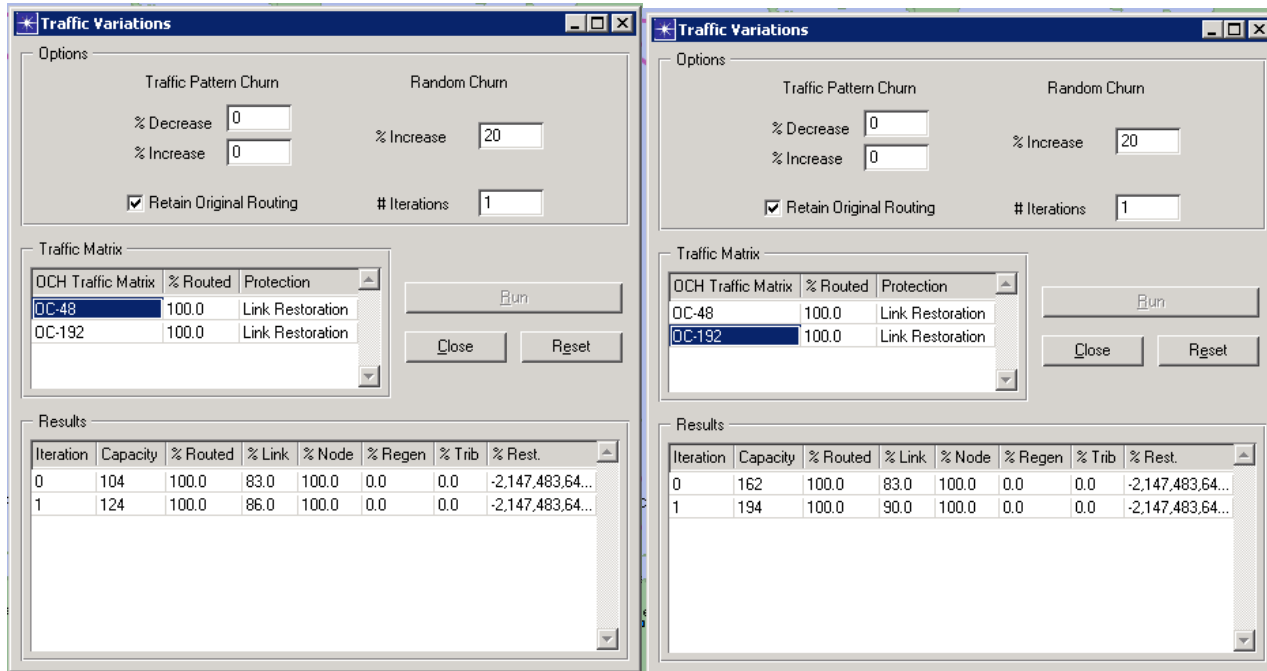 Traffic Variations
Options
Traffic Pattern Churn Random Churn
% Decrease 0
% Increase 20
% Increase 0
Retain Original Routing # Iterations 1
Traffic Matrix
OCH Traffic Matrix % Routed Protection
OC-48 100.0 Link Restoration
OC-192 100.0 Link Restoration
Run
Close Reset
Results
Iteration Capacity % Routed % Link % Node % Regen % Trib % Rest.
0 104 100.0 83.0 100.0 0.0 0.0 -2,147,483,64...
1 124 100.0 86.0 100.0 0.0 0.0 -2,147,483,64...
Traffic Variations
Options
Traffic Pattern Churn Random Churn
% Decrease 0
% Increase 20
% Increase 0
Retain Original Routing # Iterations 1
Traffic Matrix
OCH Traffic Matrix % Routed Protection
OC-48 100.0 Link Restoration
OC-192 100.0 Link Restoration
Run
Close Reset
Results
Iteration Capacity % Routed % Link % Node % Regen % Trib % Rest.
0 162 100.0 83.0 100.0 0.0 0.0 -2,147,483,64...
1 194 100.0 90.0 100.0 0.0 0.0 -2,147,483,64...